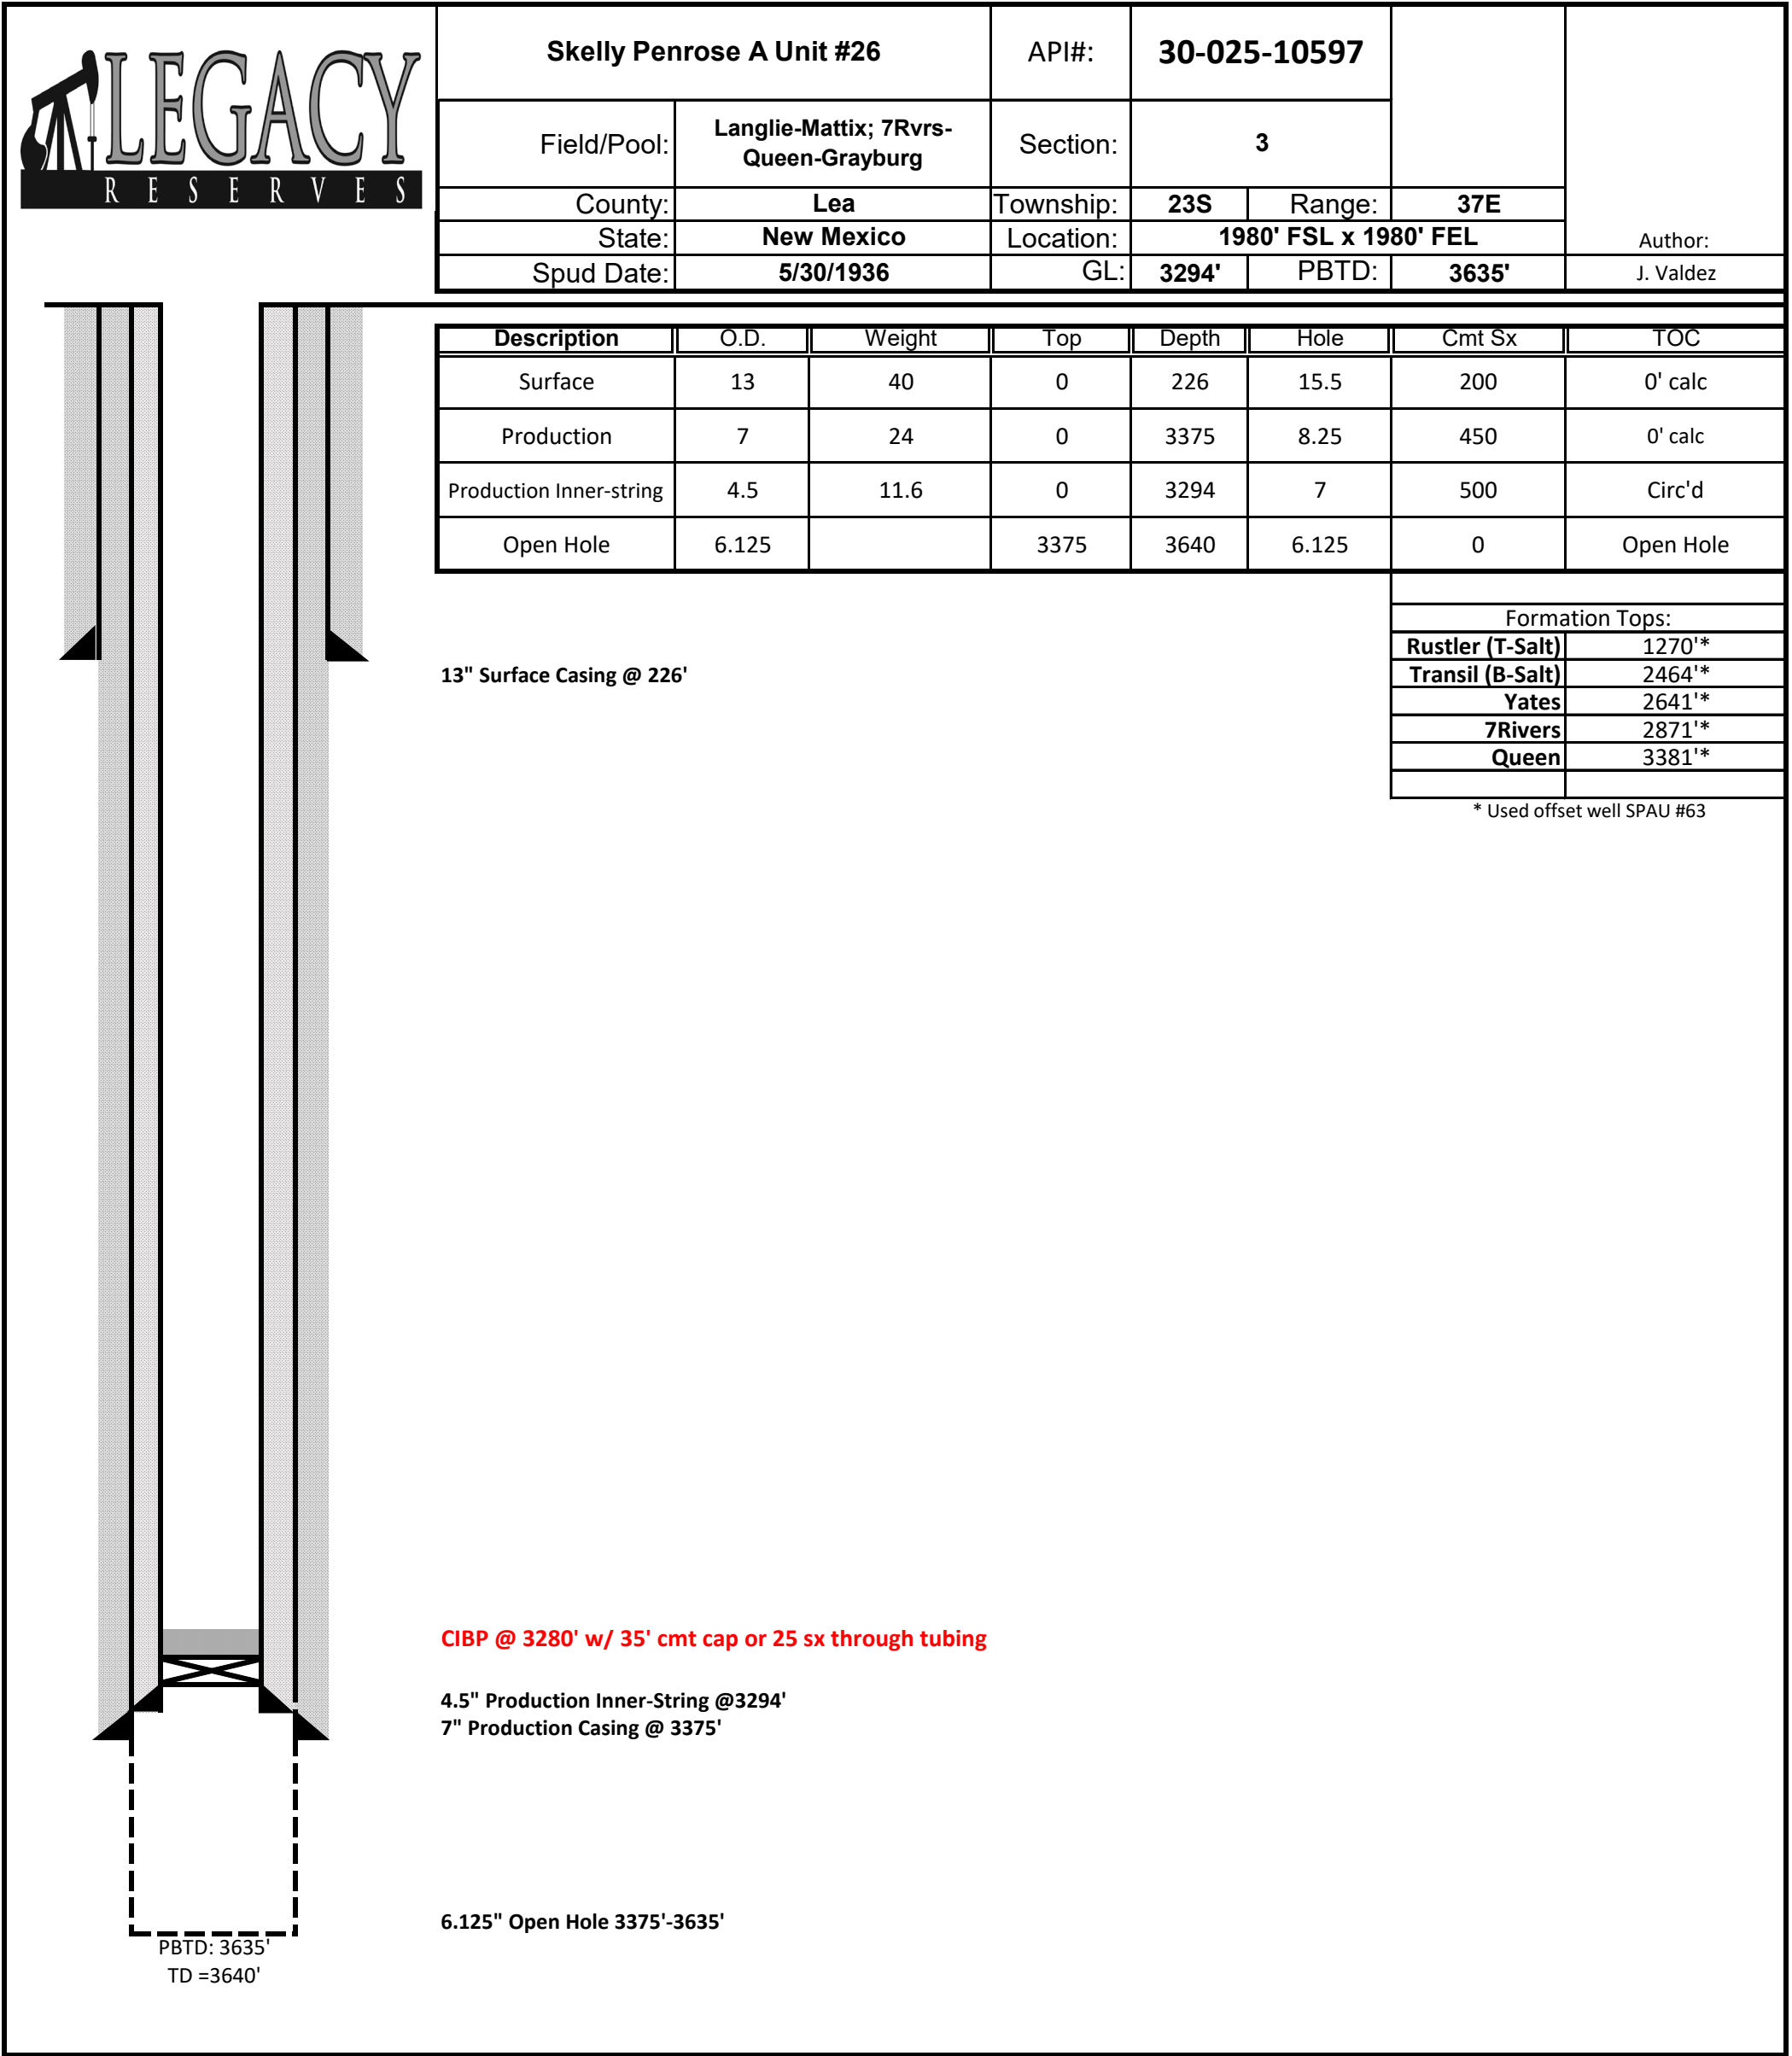 LEGACY
RESERVES
Skelly Penrose A Unit #26 API#: 30-025-10597
Field/Pool: Langlie-Mattix; 7Rvrs-
Queen-Grayburg Section: 3
County: Lea Township: 23S Range: 37E
State: New Mexico Location: 1980' FSL x 1980' FEL Author:
Spud Date: 5/30/1936 GL: 3294' PBTD: 3635' J. Valdez
Description O.D. Weight Top Depth Hole Cmt Sx TOC
Surface 13 40 0 226 15.5 200 0' calc
Production 7 24 0 3375 8.25 450 0' calc
Production Inner-string 4.5 11.6 0 3294 7 500 Circ'd
Open Hole 6.125 3375 3640 6.125 0 Open Hole
Formation Tops:
Rustler (T-Salt) 1270'*
Transil (B-Salt) 2464'*
Yates 2641'*
7Rivers 2871'*
Queen 3381'*
* Used offset well SPAU #63
13" Surface Casing @ 226'
CIBP @ 3280' w/ 35' cmt cap or 25 sx through tubing
4.5" Production Inner-String @3294'
7" Production Casing @ 3375'
6.125" Open Hole 3375'-3635'
PBTD: 3635'
TD =3640'